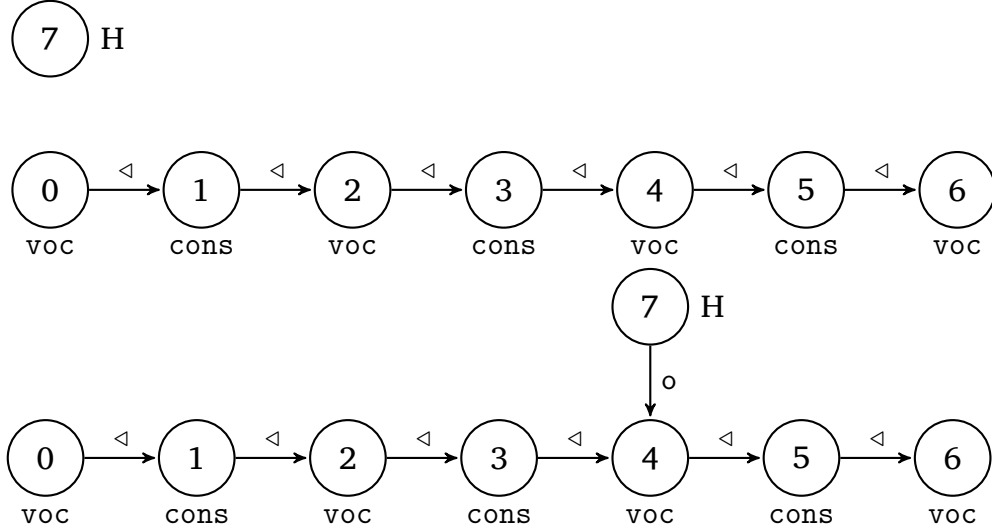 7 H
◃ ◃ ◃ ◃ ◃ ◃
0 1 2 3 4 5 6
voc cons voc cons voc cons voc
7 H
o
◃ ◃ ◃ ◃ ◃ ◃
0 1 2 3 4 5 6
voc cons voc cons voc cons voc